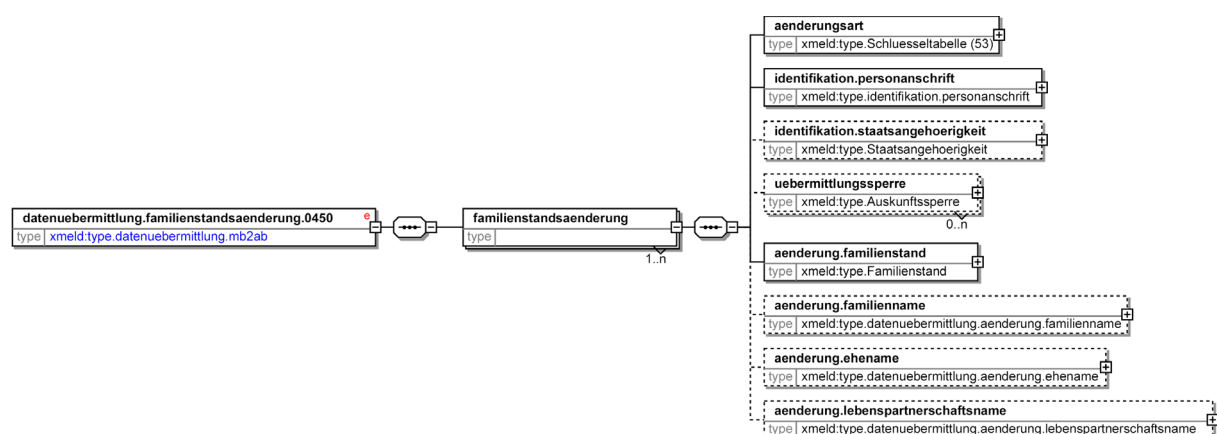 aenderungsart
type xmeld:type.Schluesseltabelle (53)
identifikation.personanschrift
type xmeld:type.identifikation.personanschrift
identifikation.staatsangehoerigkeit
type xmeld:type.Staatsangehoerigkeit
uebermittlungssperre
type xmeld:type.Auskunftssperre
0..n
datenuebermittlung.familienstandsaenderung.0450 e
type xmeld:type.datenuebermittlung.mb2ab
familienstandsaenderung
type
1..n
aenderung.familienstand
type xmeld:type.Familienstand
aenderung.familienname
type xmeld:type.datenuebermittlung.aenderung.familienname
aenderung.ehename
type xmeld:type.datenuebermittlung.aenderung.ehename
aenderung.lebenspartnerschaftsname
type xmeld:type.datenuebermittlung.aenderung.lebenspartnerschaftsname